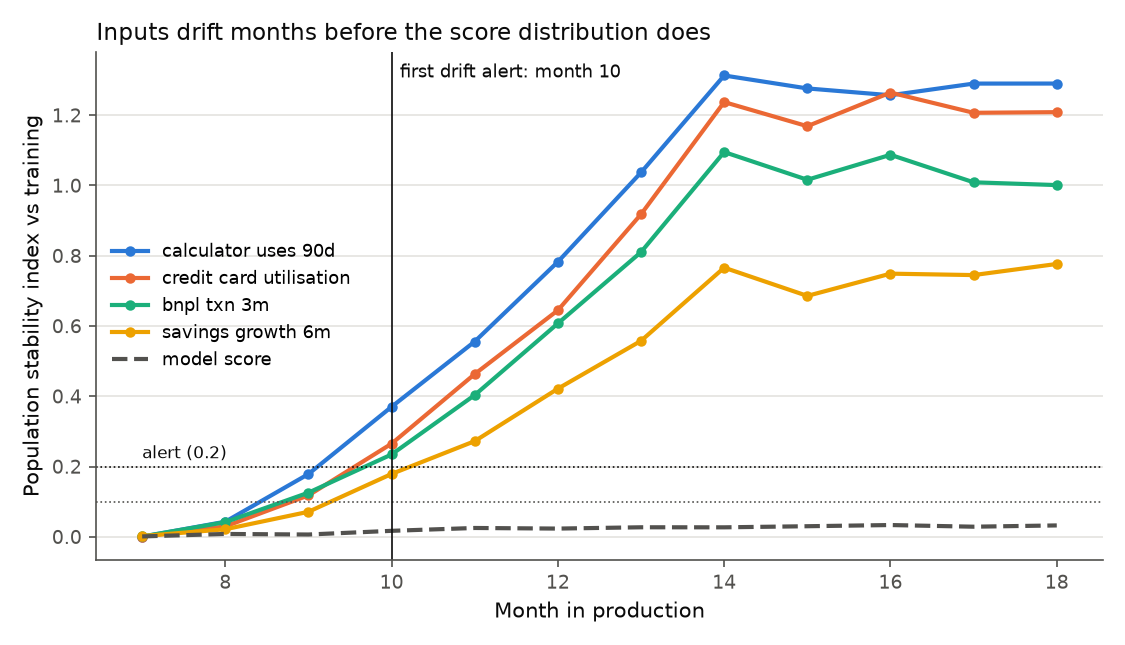 Inputs drift months before the score distribution does
Population stability index vs training
1.2
1.0
0.8
0.6
0.4
0.2
0.0
first drift alert: month 10
calculator uses 90d
credit card utilisation
bnpl txn 3m
savings growth 6m
model score
alert (0.2)
8
10
12
14
16
18
Month in production